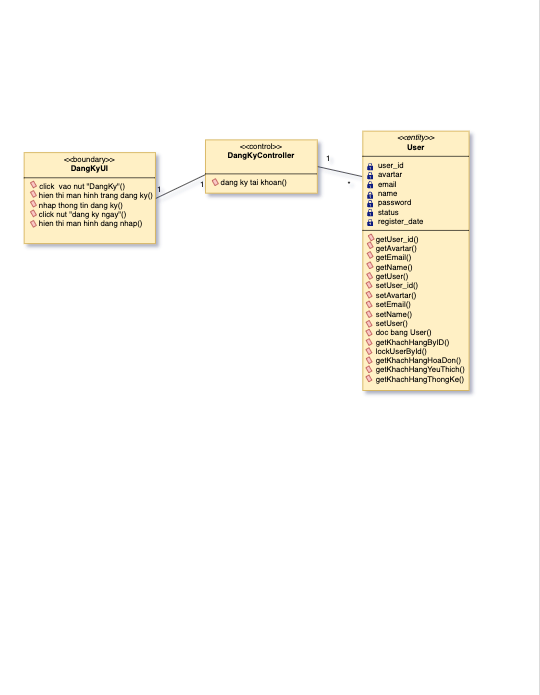 <<boundary>>
DangKyUI
click vao nut "DangKy"()
hien thi man hinh trang dang ky()
nhap thong tin dang ky()
click nut "dang ky ngay"()
hien thi man hinh dang nhap()
1
1
<<control>>
DangKyController
dang ky tai khoan()
1
*
<<entity>>
User
user_id
avartar
email
name
password
status
register_date
getUser_id()
getAvartar()
getEmail()
getName()
getUser()
setUser_id()
setAvartar()
setEmail()
setName()
setUser()
doc bang User()
getKhachHangByID()
lockUserById()
getKhachHangHoaDon()
getKhachHangYeuThich()
getKhachHangThongKe()